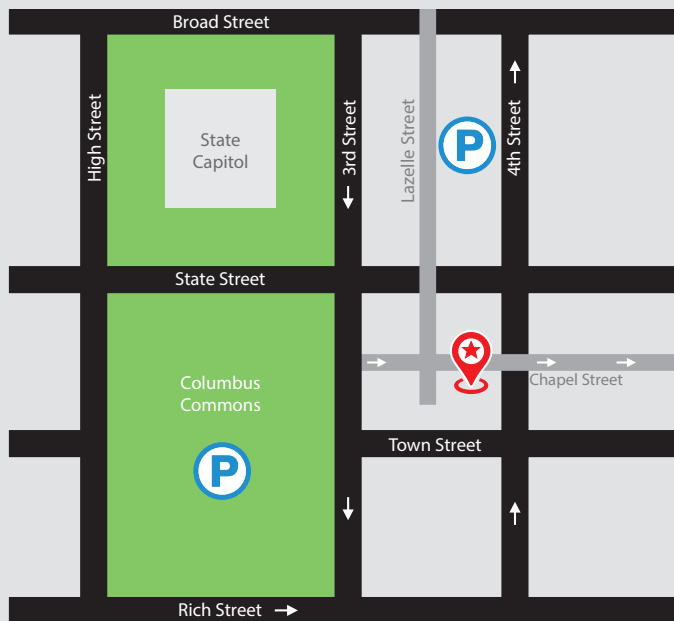 Broad Street
High Street
State
Capitol
3rd Street
Lazelle Street
P
4th Street
State Street
Columbus
Commons
Chapel Street
P
Town Street
Rich Street